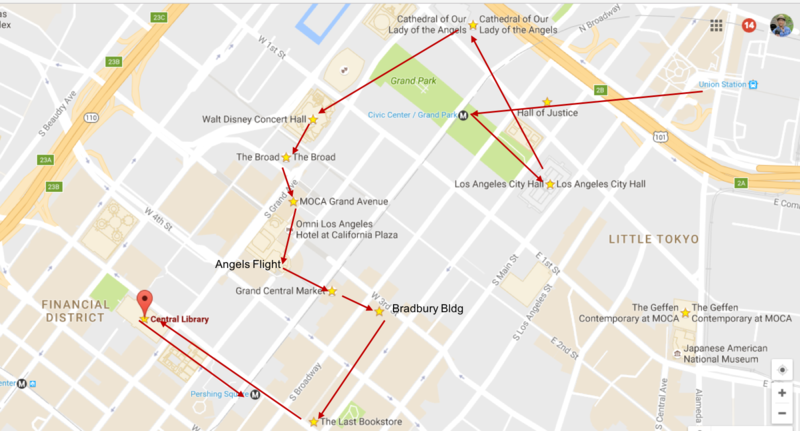 23C
Cathedral of Our
Lady of the Angels
Cathedral of Our
Lady of the Angels
N Broadway
14
W 1st St
23B
Grand Park
Union Station
2B
S Beaudry Ave
110
Walt Disney Concert Hall
Civic Center / Grand Park
M
Hall of Justice
101
23A
The Broad
The Broad
23B
Los Angeles City Hall
Los Angeles City Hall
3A
S Grand Ave
MOCA Grand Avenue
E Com
W 4th St
Omni Los Angeles
Hotel at California Plaza
LITTLE TOKYO
E 1st St
Angels Flight
S Main St
Grand Central Market
W 3rd
S Los Angeles St
FINANCIAL
DISTRICT
Bradbury Bldg
Central Library
The Geffen
Contemporary at MOCA
The Geffen
Contemporary at MOCA
E 2nd St
Japanese American
National Museum
S Broadway
enter
M
Pershing Square
M
S Central Ave
Alameda
+
−
The Last Bookstore